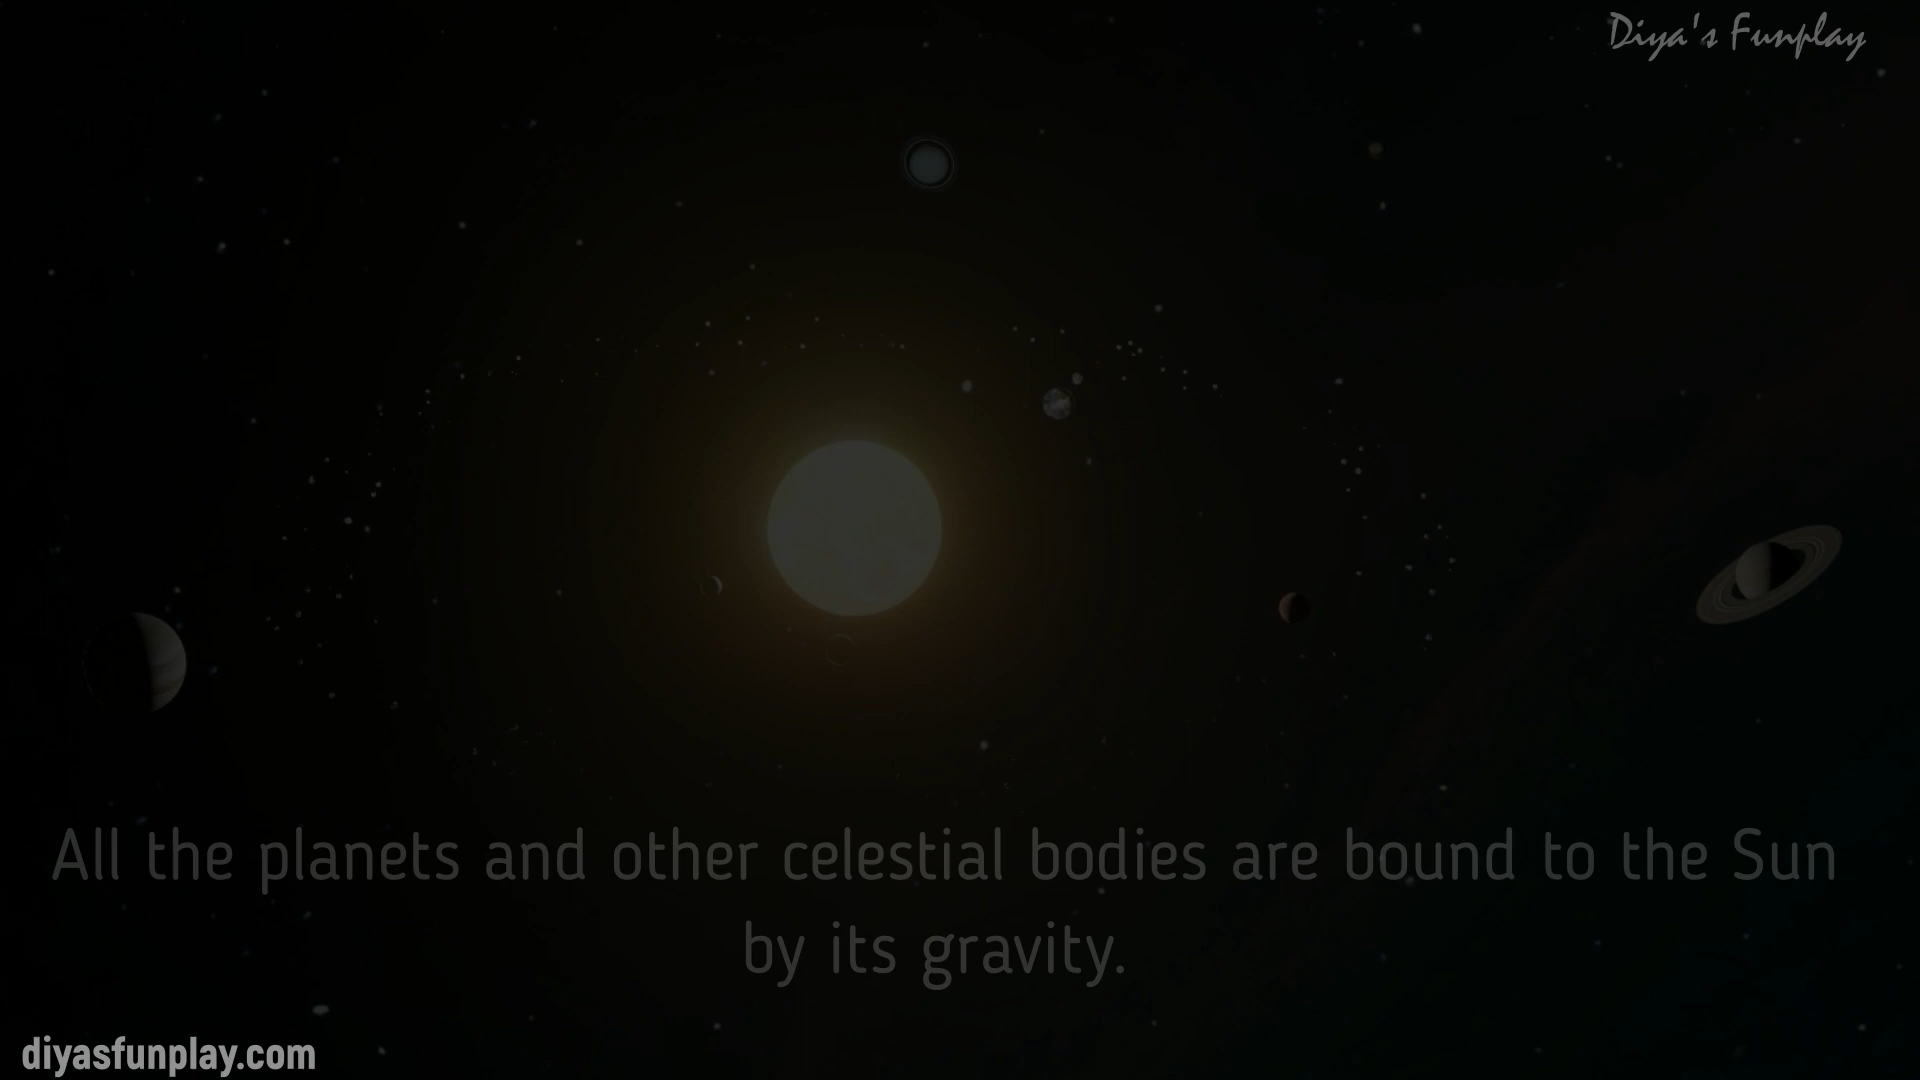 Diya's Funplay
All the planets and other celestial bodies are bound to the Sun
by its gravity.
diyasfunplay.com